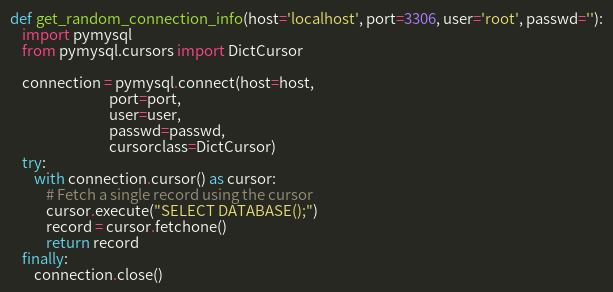 def get_random_connection_info(host='localhost', port=3306, user='root', passwd=''):
import pymysql
from pymysql.cursors import DictCursor
connection = pymysql.connect(host=host,
port=port,
user=user,
passwd=passwd,
cursorclass=DictCursor)
try:
with connection.cursor() as cursor:
# Fetch a single record using the cursor
cursor.execute("SELECT DATABASE();")
record = cursor.fetchone()
return record
finally:
connection.close()